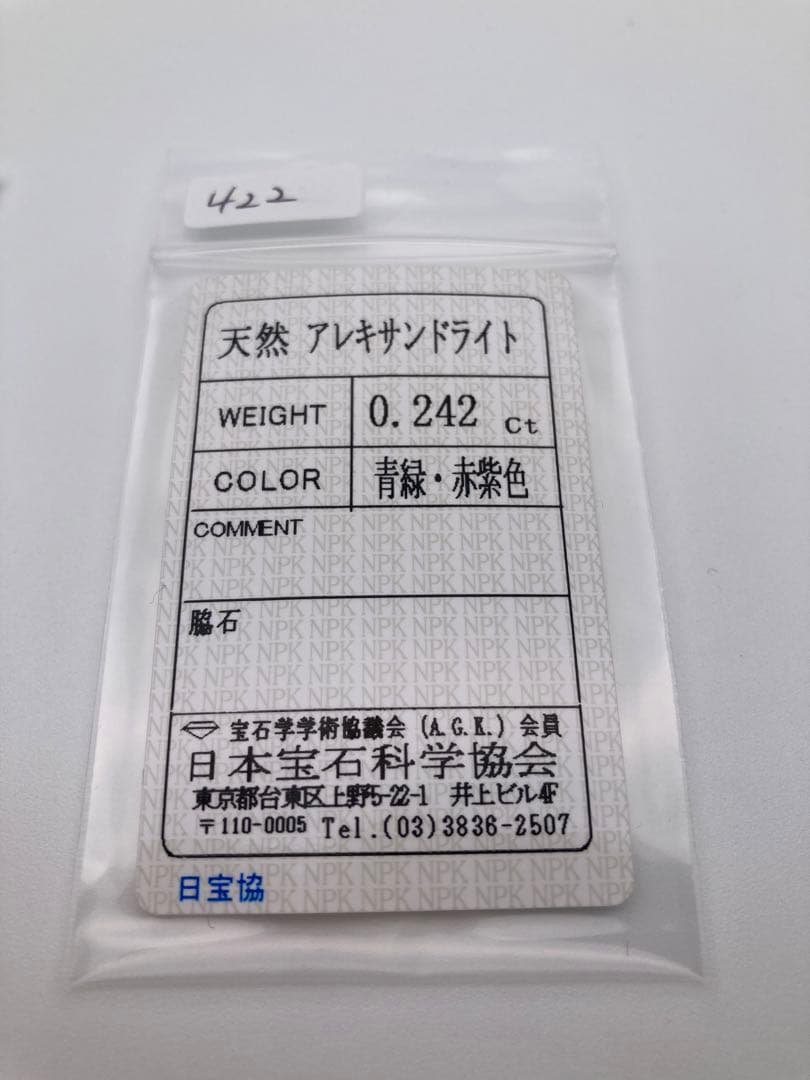 422
天然 アレキサンドライト
WEIGHT 0.242 Ct
COLOR 青緑・赤紫色
COMMENT
脇石
宝石学学術協議会 (A.G.K.) 会員
日本宝石科学協会
東京都台東区上野5-22-1 井上ビル4F
〒110-0005 Tel.(03)3836-2507
日宝協